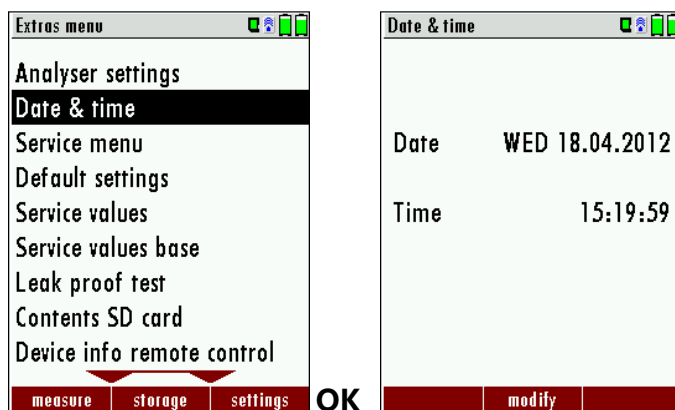 Extras menu
Analyser settings
Date & time
Service menu
Default settings
Service values
Service values base
Leak proof test
Contents SD card
Device info remote control
measure storage settings
OK
Date & time
Date WED 18.04.2012
Time 15:19:59
modify